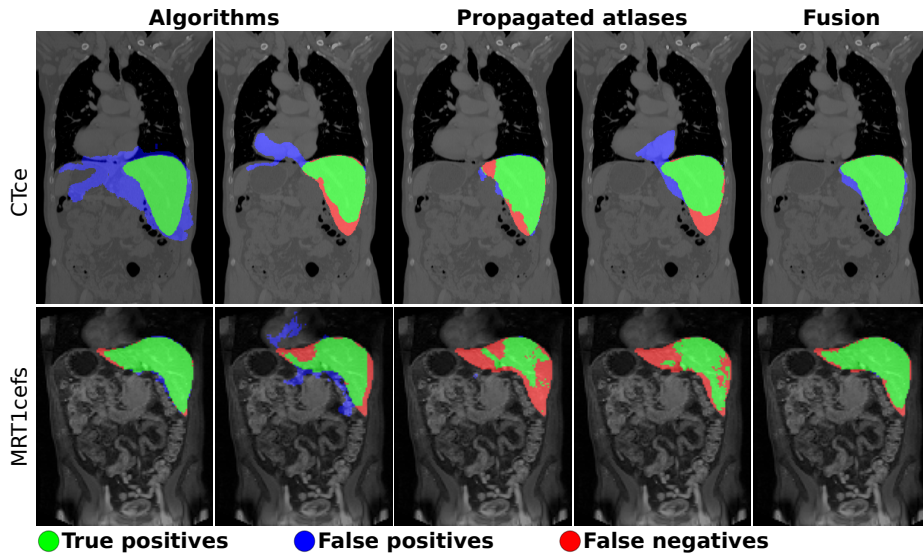 Algorithms Propagated atlases Fusion
CTce
MRT1cefs
True positives False positives False negatives